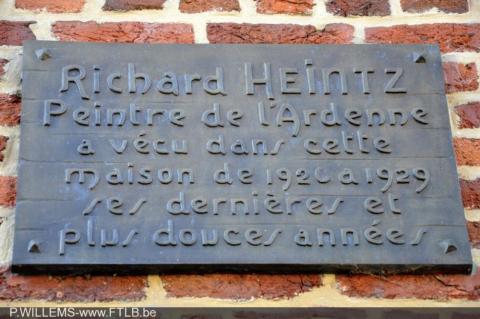 Richard HEINTZ
Peintre de l'Ardenne
a vécu dans cette
maison de 1920 a 1929
ses dernières et
plus douces années
P.WILLEMS-www.FTLB.be